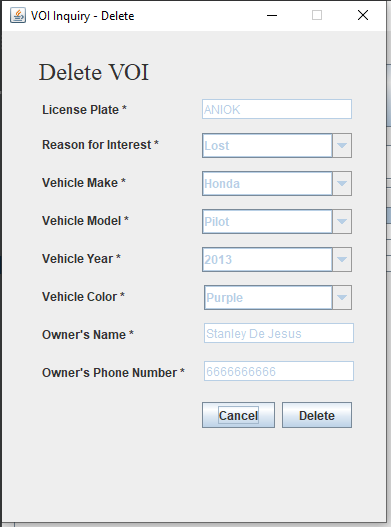 VOI Inquiry - Delete
Delete VOI
License Plate * ANIOK
Reason for Interest * Lost
Vehicle Make * Honda
Vehicle Model * Pilot
Vehicle Year * 2013
Vehicle Color * Purple
Owner's Name * Stanley De Jesus
Owner's Phone Number * 6666666666
Cancel Delete